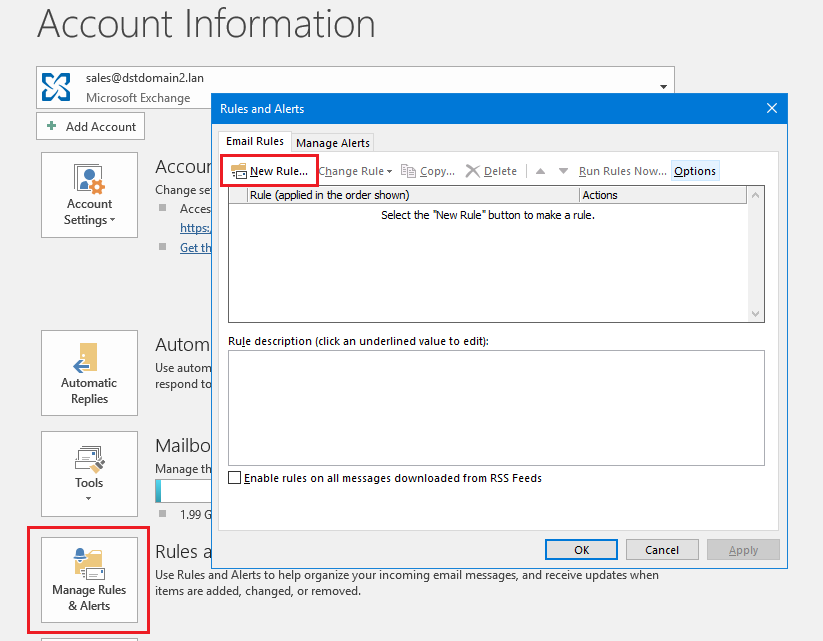 Account Information
sales@dstdomain2.lan
Microsoft Exchange
Add Account
Account
Settings
Accour
Change se
Acces
https:/
Get th
Rules and Alerts
Email Rules
Manage Alerts
New Rule...
Change Rule
Copy...
Delete
Run Rules Now...
Options
Rule (applied in the order shown)
Actions
Select the "New Rule" button to make a rule.
Rule description (click an underlined value to edit):
Enable rules on all messages downloaded from RSS Feeds
OK
Cancel
Apply
Automatic
Replies
Autom
Use autom
respond to
Tools
Mailbo
Manage th
1.99 G
Manage Rules
& Alerts
Rules a
Use Rules and Alerts to help organize your incoming email messages, and receive updates when
items are added, changed, or removed.